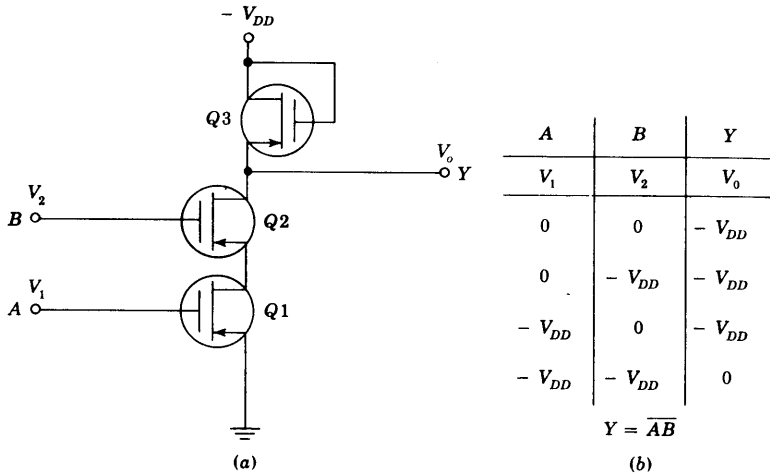 - V_DD
Q3
V_o
Y
V_2
B
Q2
V_1
A
Q1
(a)
A B Y
V_1 V_2 V_0
0 0 - V_DD
0 - V_DD - V_DD
- V_DD 0 - V_DD
- V_DD - V_DD 0
Y = \overline{AB}
(b)